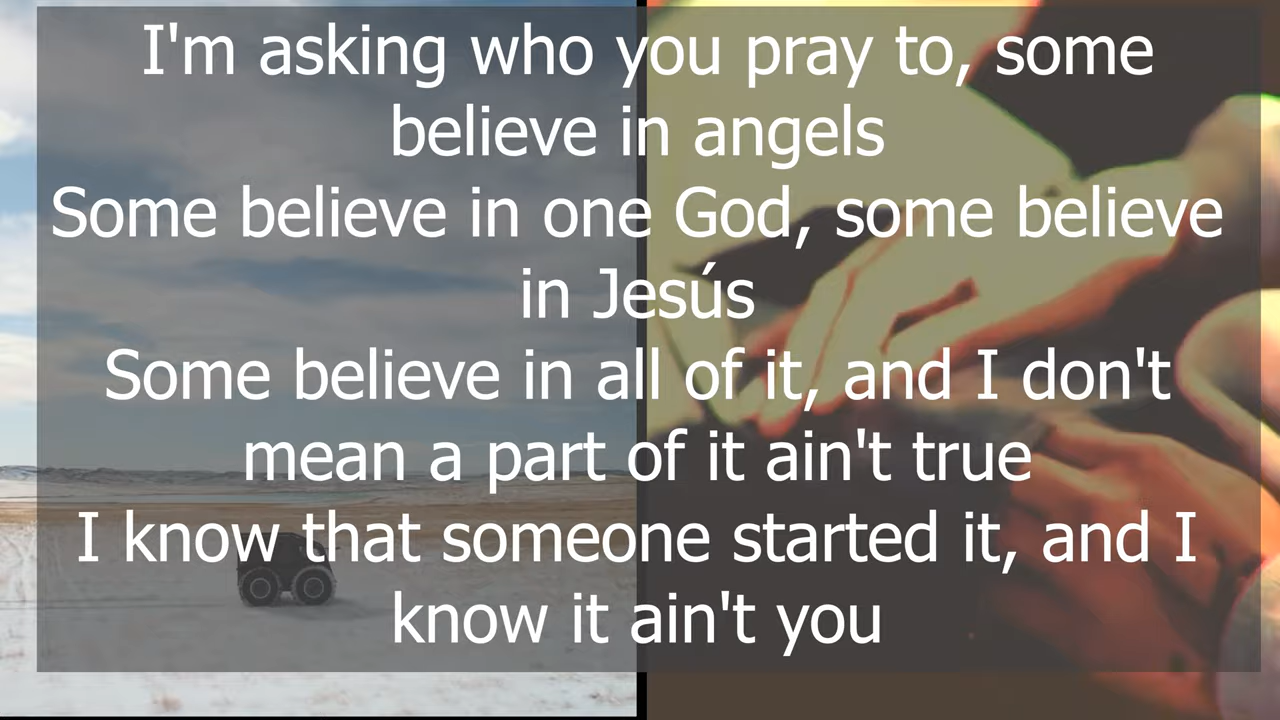 I'm asking who you pray to, some
believe in angels
Some believe in one God, some believe
in Jesús
Some believe in all of it, and I don't
mean a part of it ain't true
I know that someone started it, and I
know it ain't you